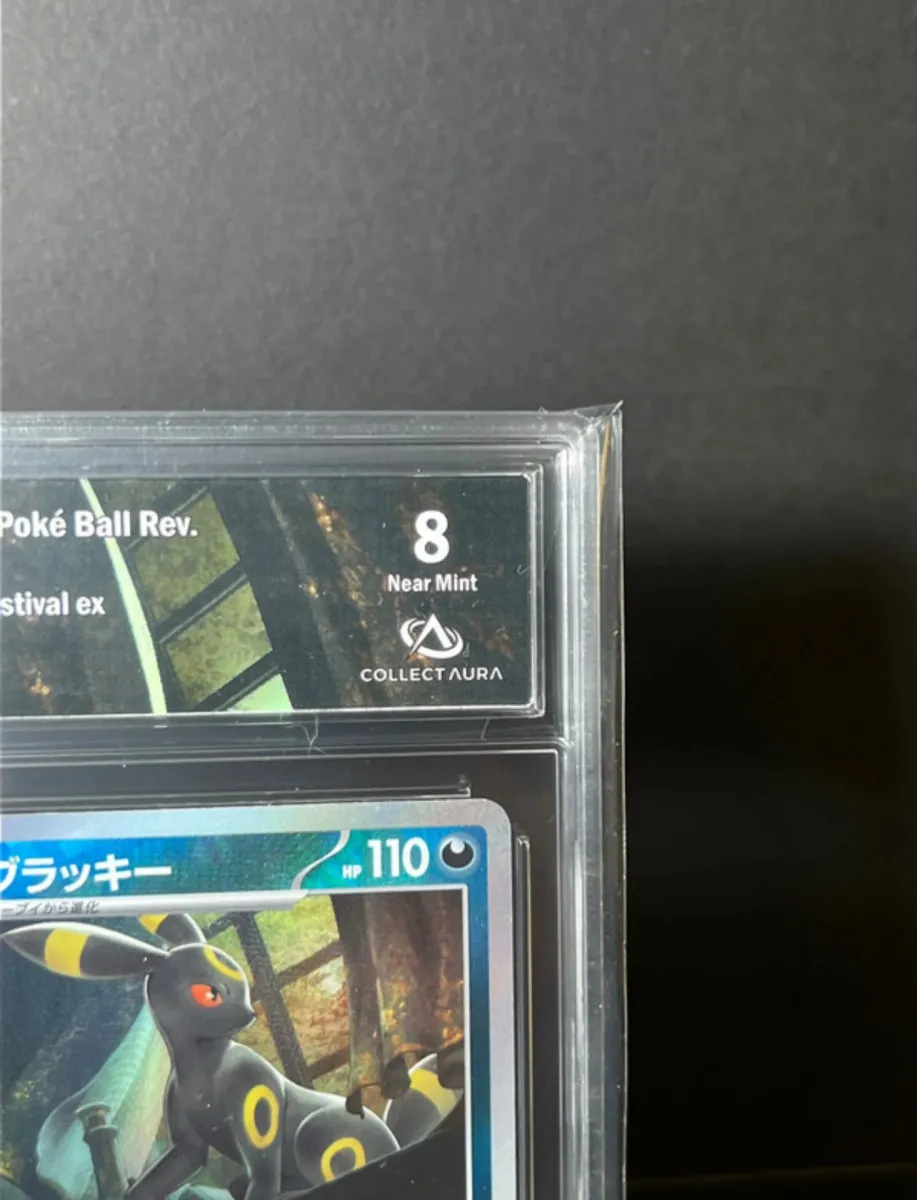 Poké Ball Rev.
stival ex
8
Near Mint
COLLECT AURA
ブラッキー
HP 110
ーブイから進化